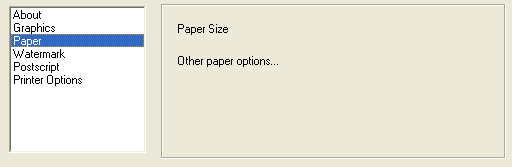 About
Graphics
Paper
Watermark
Postscript
Printer Options
Paper Size
Other paper options...